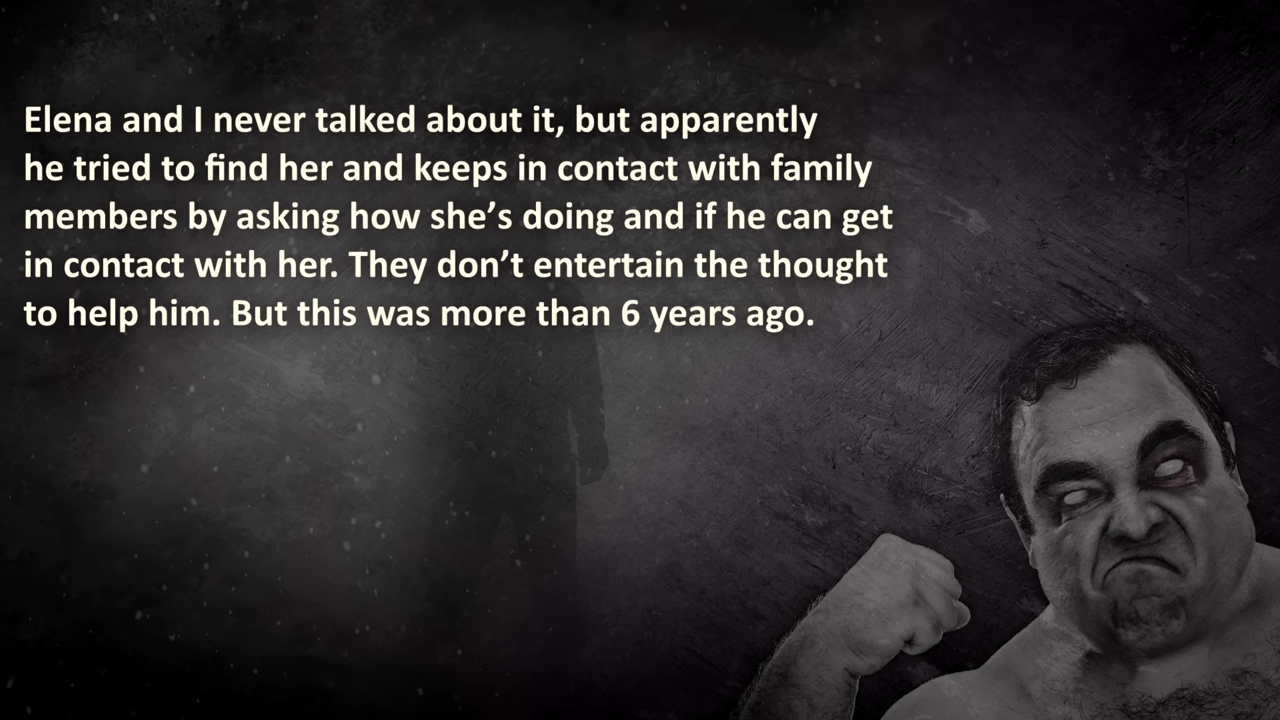 Elena and I never talked about it, but apparently
he tried to find her and keeps in contact with family
members by asking how she’s doing and if he can get
in contact with her. They don’t entertain the thought
to help him. But this was more than 6 years ago.